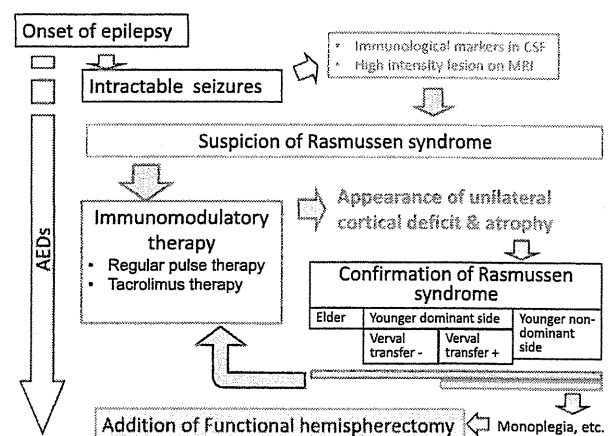 Onset of epilepsy
Intractable seizures
• Immunological markers in CSF
• High intensity lesion on MRI
Suspicion of Rasmussen syndrome
AEDs
Immunomodulatory
therapy
• Regular pulse therapy
• Tacrolimus therapy
Appearance of unilateral
cortical deficit & atrophy
Confirmation of Rasmussen
syndrome
Elder
Younger dominant side
Verval
transfer -
Verval
transfer +
Younger non-
dominant
side
Monoplegia, etc.
Addition of Functional hemispherectomy